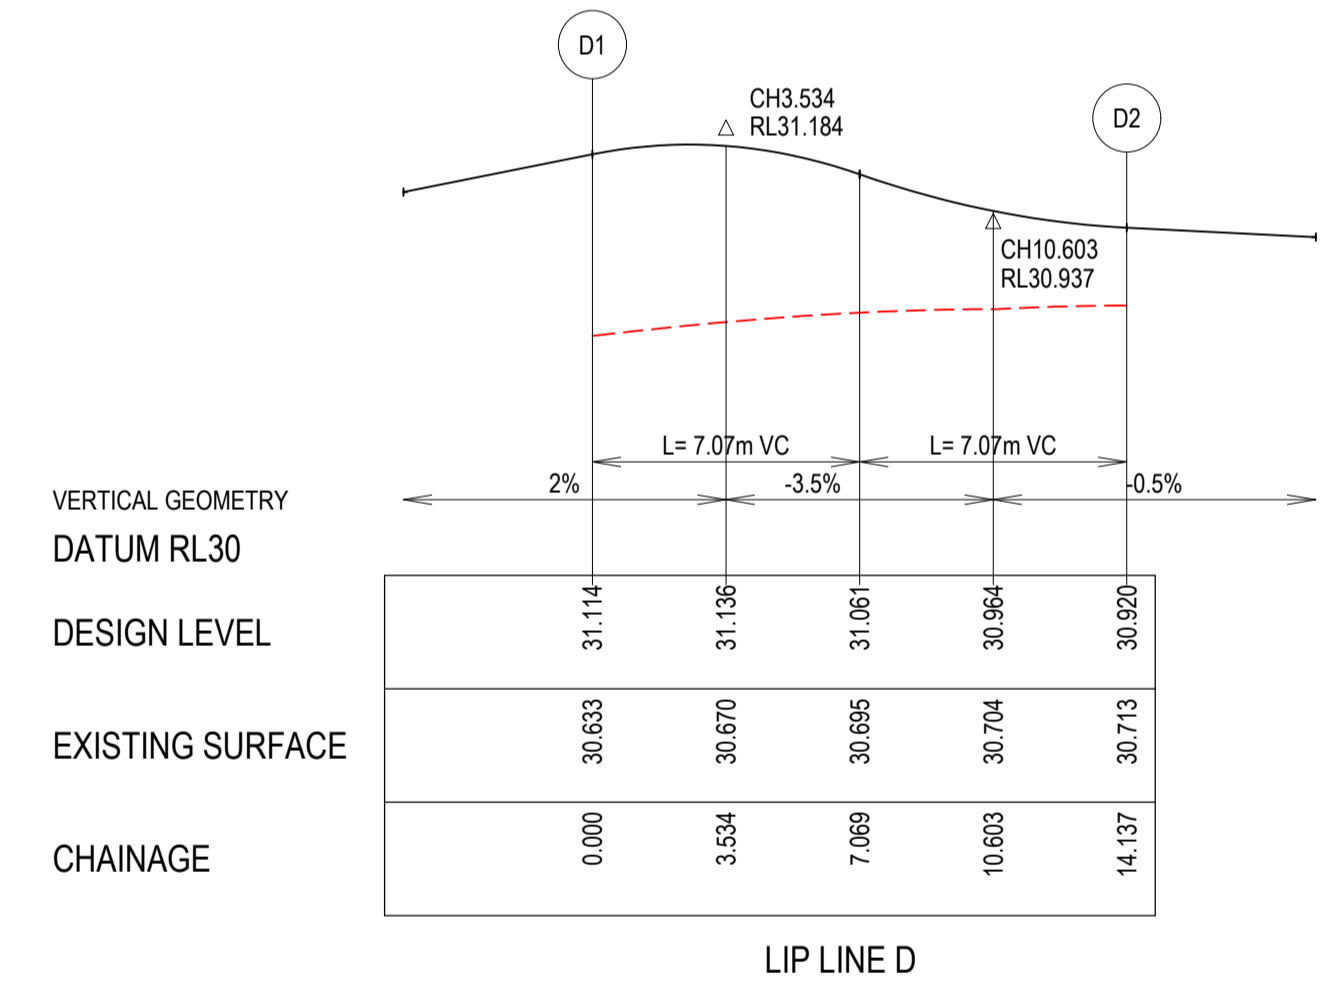 D1
CH3.534
RL31.184
D2
CH10.603
RL30.937
L= 7.07m VC
L= 7.07m VC
2%
-3.5%
-0.5%
VERTICAL GEOMETRY
DATUM RL30
DESIGN LEVEL
31.114
31.136
31.061
30.964
30.920
EXISTING SURFACE
30.633
30.670
30.695
30.704
30.713
CHAINAGE
0.000
3.534
7.069
10.603
14.137
LIP LINE D